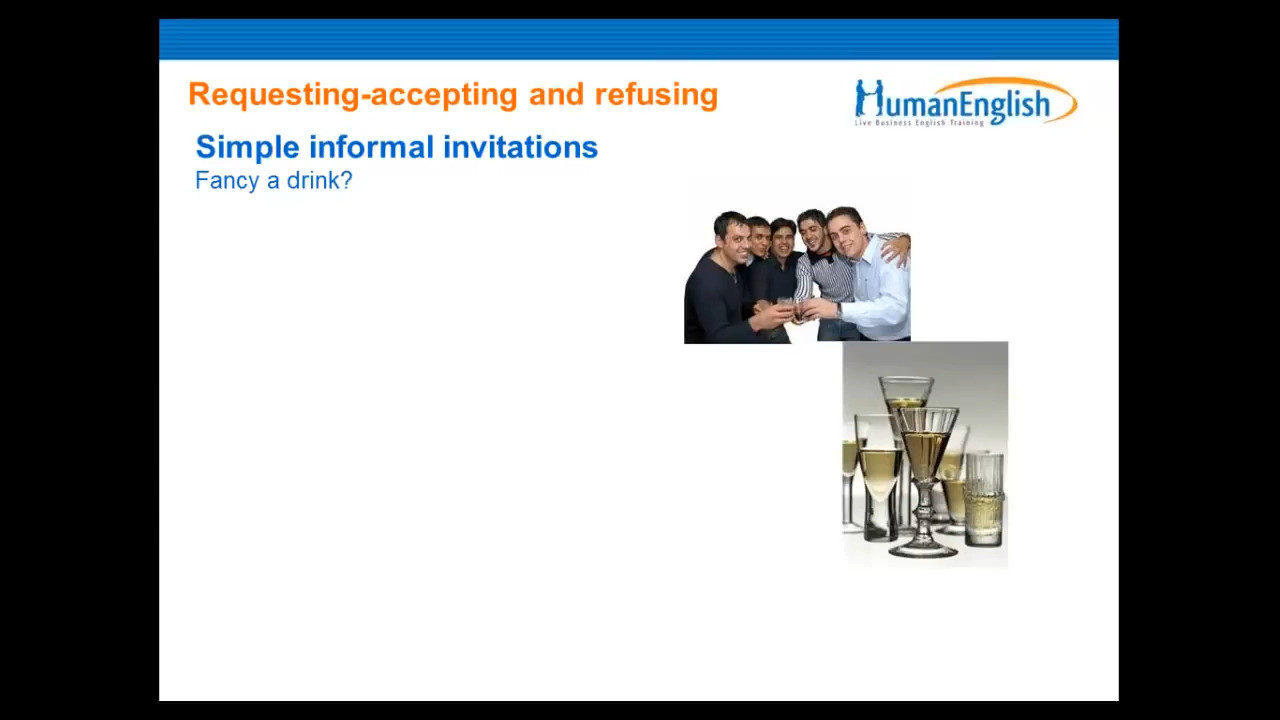 Requesting-accepting and refusing
HumanEnglish
Live Business English Training
Simple informal invitations
Fancy a drink?